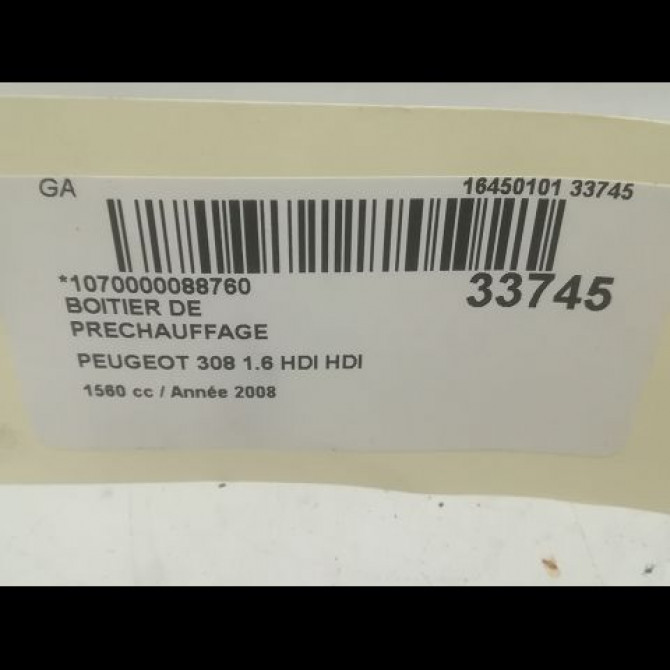 GA
16450101 33745
*1070000088760
33745
BOITIER DE
PRECHAUFFAGE
PEUGEOT 308 1.6 HDI HDI
1560 cc / Année 2008